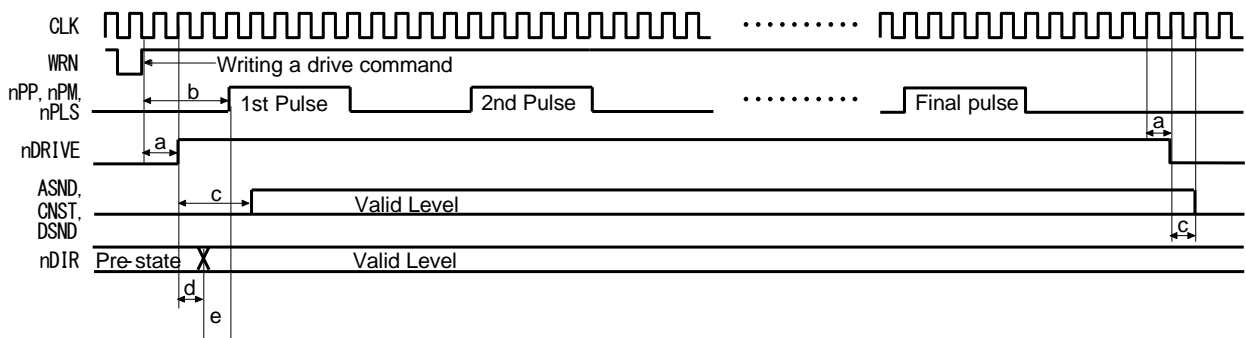 CLK
WRN
Writing a drive command
nPP, nPM,
nPLS
b
1st Pulse
2nd Pulse
Final pulse
nDRIVE
a
a
ASND,
CNST,
DSND
c
Valid Level
c
nDIR
Pre-state
Valid Level
d
e